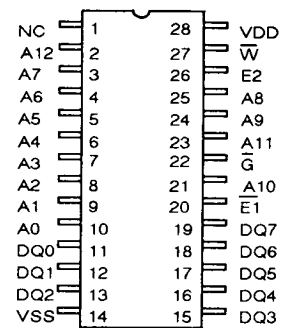 NC 1 28 VDD
A12 2 27 W̅
A7 3 26 E2
A6 4 25 A8
A5 5 24 A9
A4 6 23 A11
A3 7 22 G̅
A2 8 21 A10
A1 9 20 E̅1̅
A0 10 19 DQ7
DQ0 11 18 DQ6
DQ1 12 17 DQ5
DQ2 13 16 DQ4
VSS 14 15 DQ3